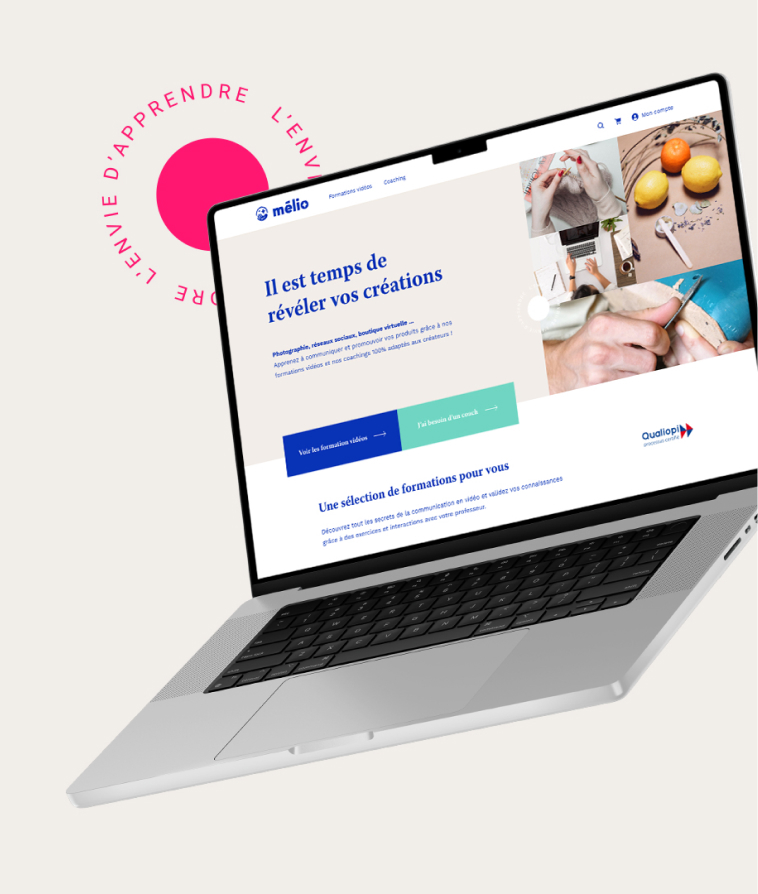 L'ENVIE D'APPRENDRE L'ENVI
DRE
mélio
Formations vidéos
Coaching
Mon compte
Il est temps de
révéler vos créations
Photographie, réseaux sociaux, boutique virtuelle ...
Apprenez à communiquer et promouvoir vos produits grâce à nos
formations vidéos et nos coachings 100% adaptés aux créateurs !
Voir les formation vidéos
J'ai besoin d'un coach
Qualiopi
processus certifié
Une sélection de formations pour vous
Découvrez tout les secrets de la communication en vidéo et validez vos connaissances
grâce à des exercices et interactions avec votre professeur.